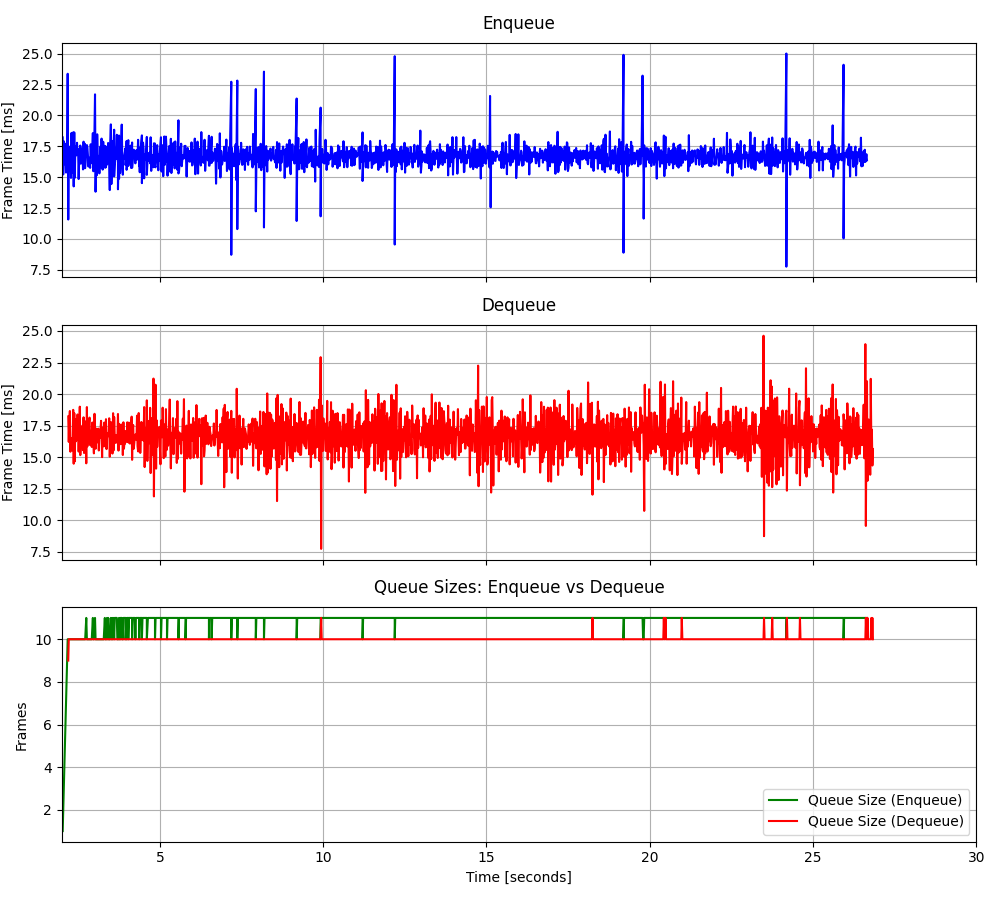 Enqueue
Frame Time [ms]
25.0
22.5
20.0
17.5
15.0
12.5
10.0
7.5
Dequeue
Frame Time [ms]
25.0
22.5
20.0
17.5
15.0
12.5
10.0
7.5
Queue Sizes: Enqueue vs Dequeue
Frames
10
8
6
4
2
Queue Size (Enqueue)
Queue Size (Dequeue)
5 10 15 20 25 30
Time [seconds]